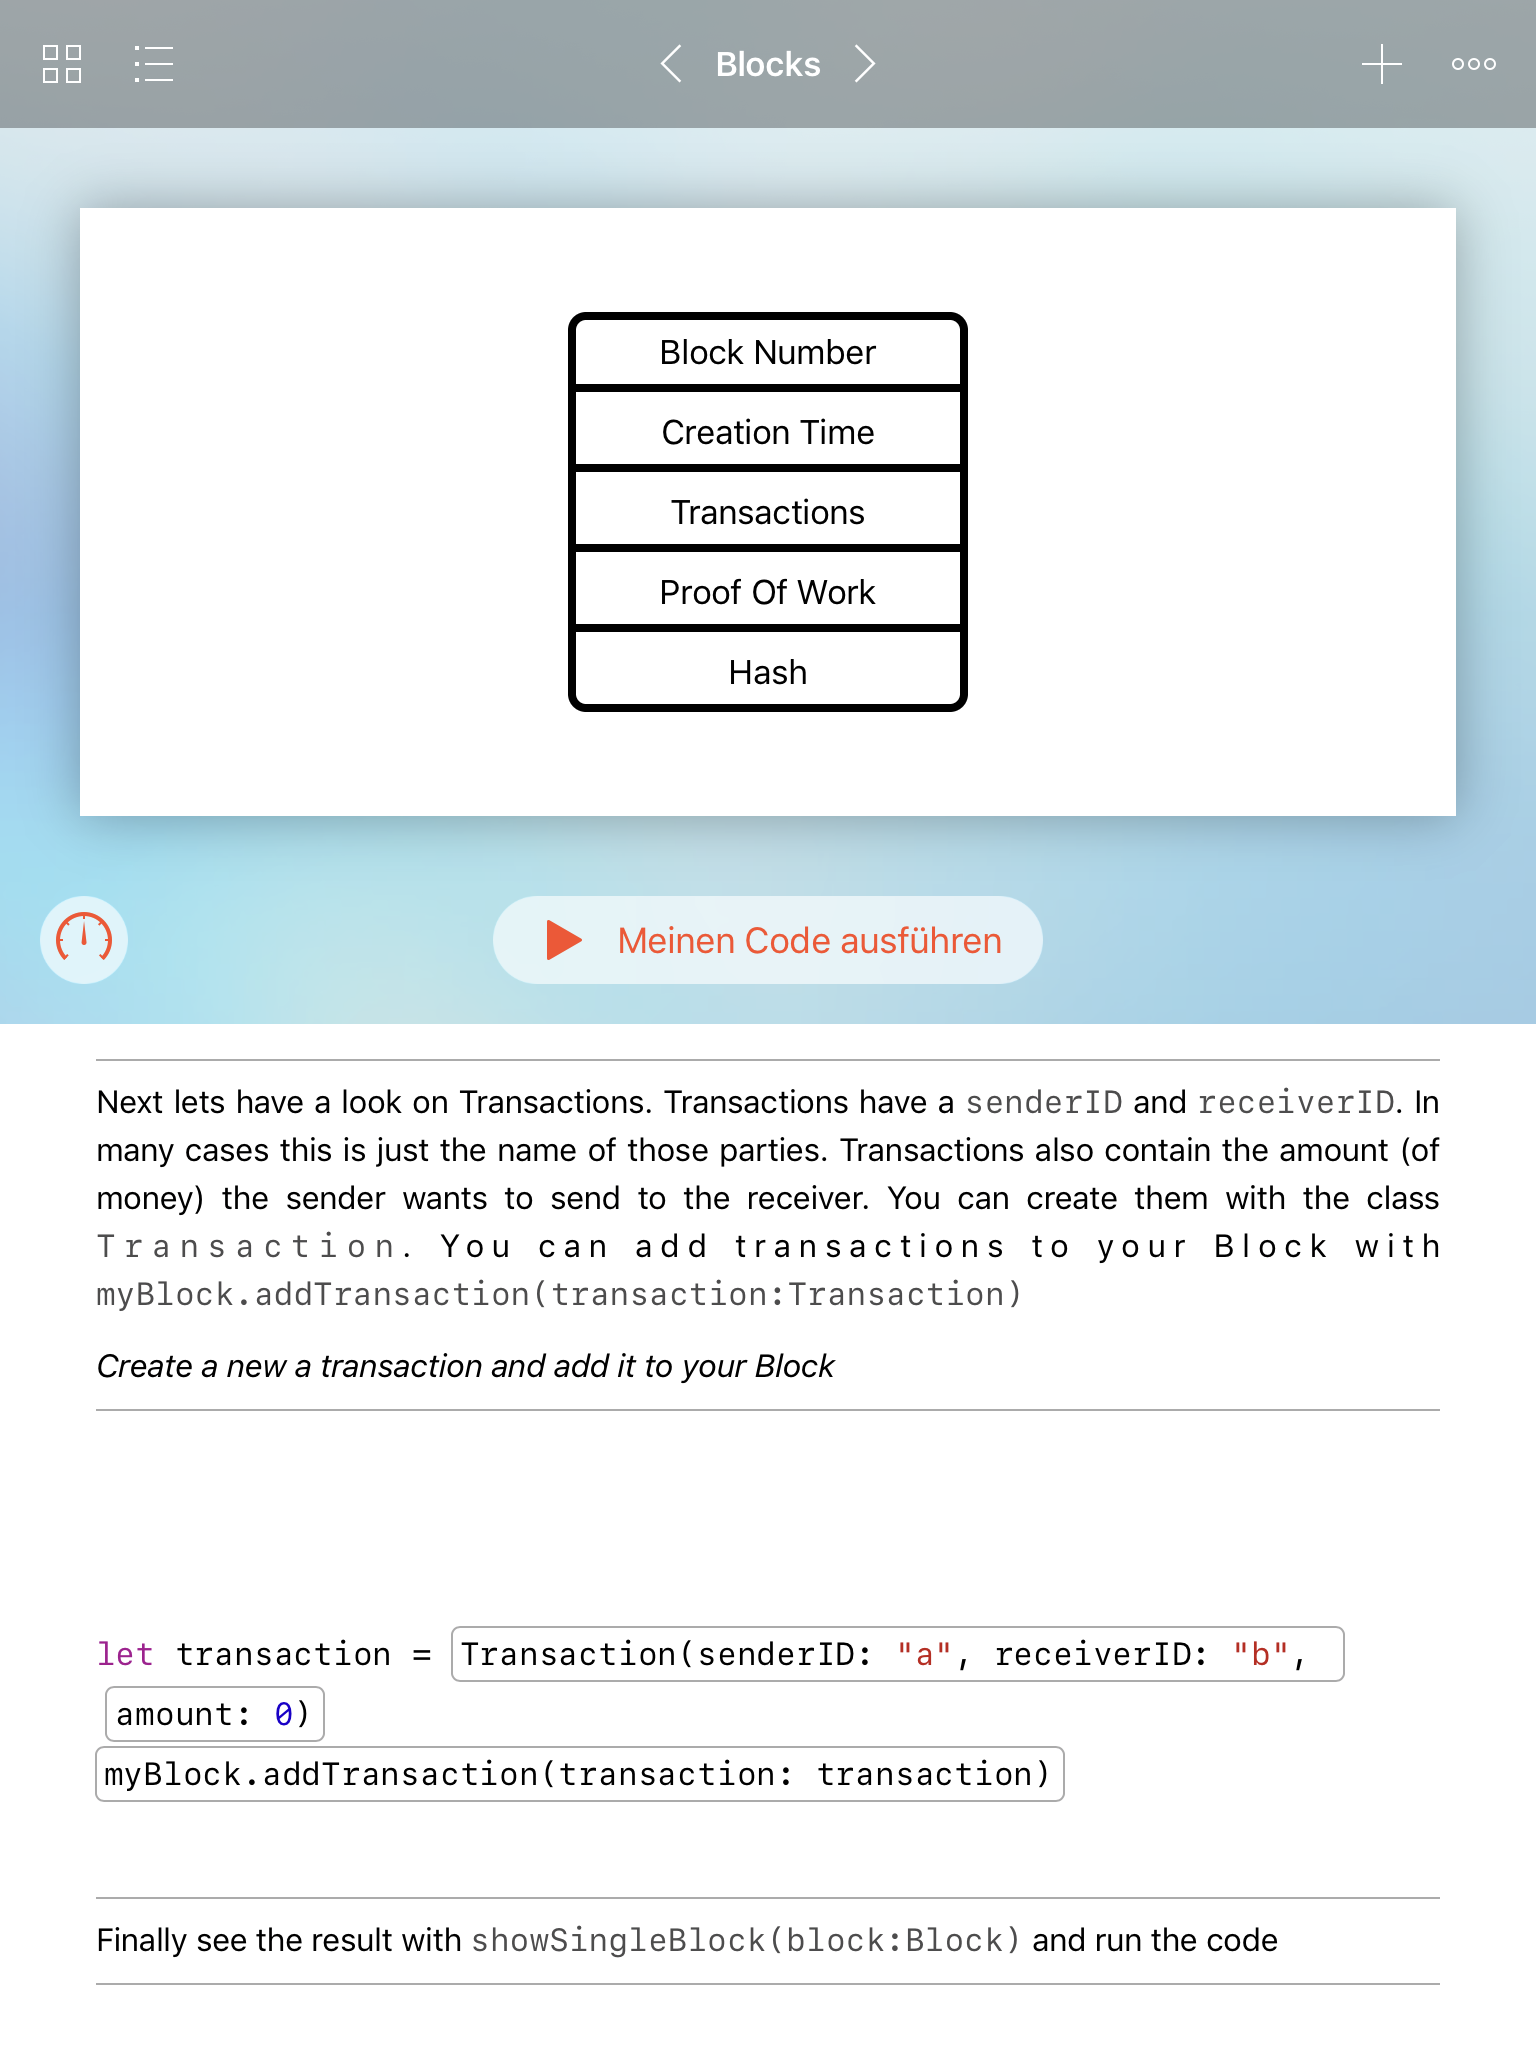 Blocks
Block Number
Creation Time
Transactions
Proof Of Work
Hash
Meinen Code ausführen
Next lets have a look on Transactions. Transactions have a senderID and receiverID. In
many cases this is just the name of those parties. Transactions also contain the amount (of
money) the sender wants to send to the receiver. You can create them with the class
Transaction. You can add transactions to your Block with
myBlock.addTransaction(transaction:Transaction)
Create a new a transaction and add it to your Block
let transaction = Transaction(senderID: "a", receiverID: "b",
amount: 0)
myBlock.addTransaction(transaction: transaction)
Finally see the result with showSingleBlock(block:Block) and run the code